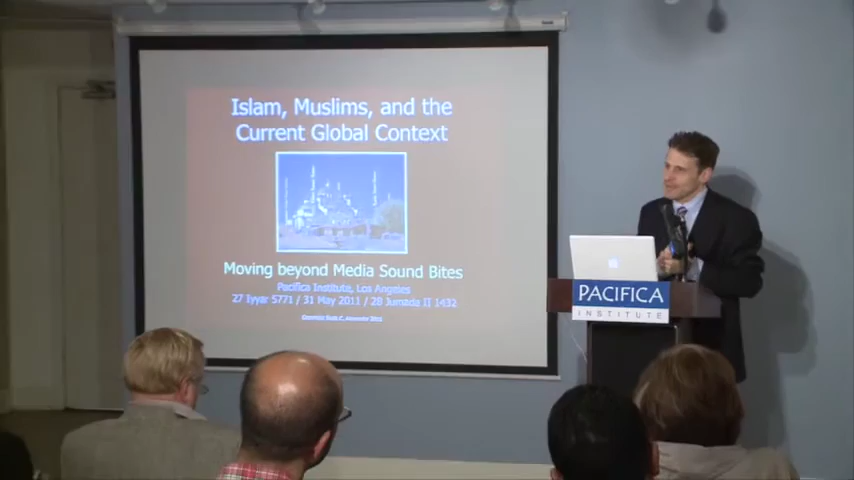 Islam, Muslims, and the
Current Global Context
Moving beyond Media Sound Bites
Pacifica Institute, Los Angeles
27 Iyyar 5771 / 31 May 2011 / 28 Jumada II 1432
PACIFICA
INSTITUTE